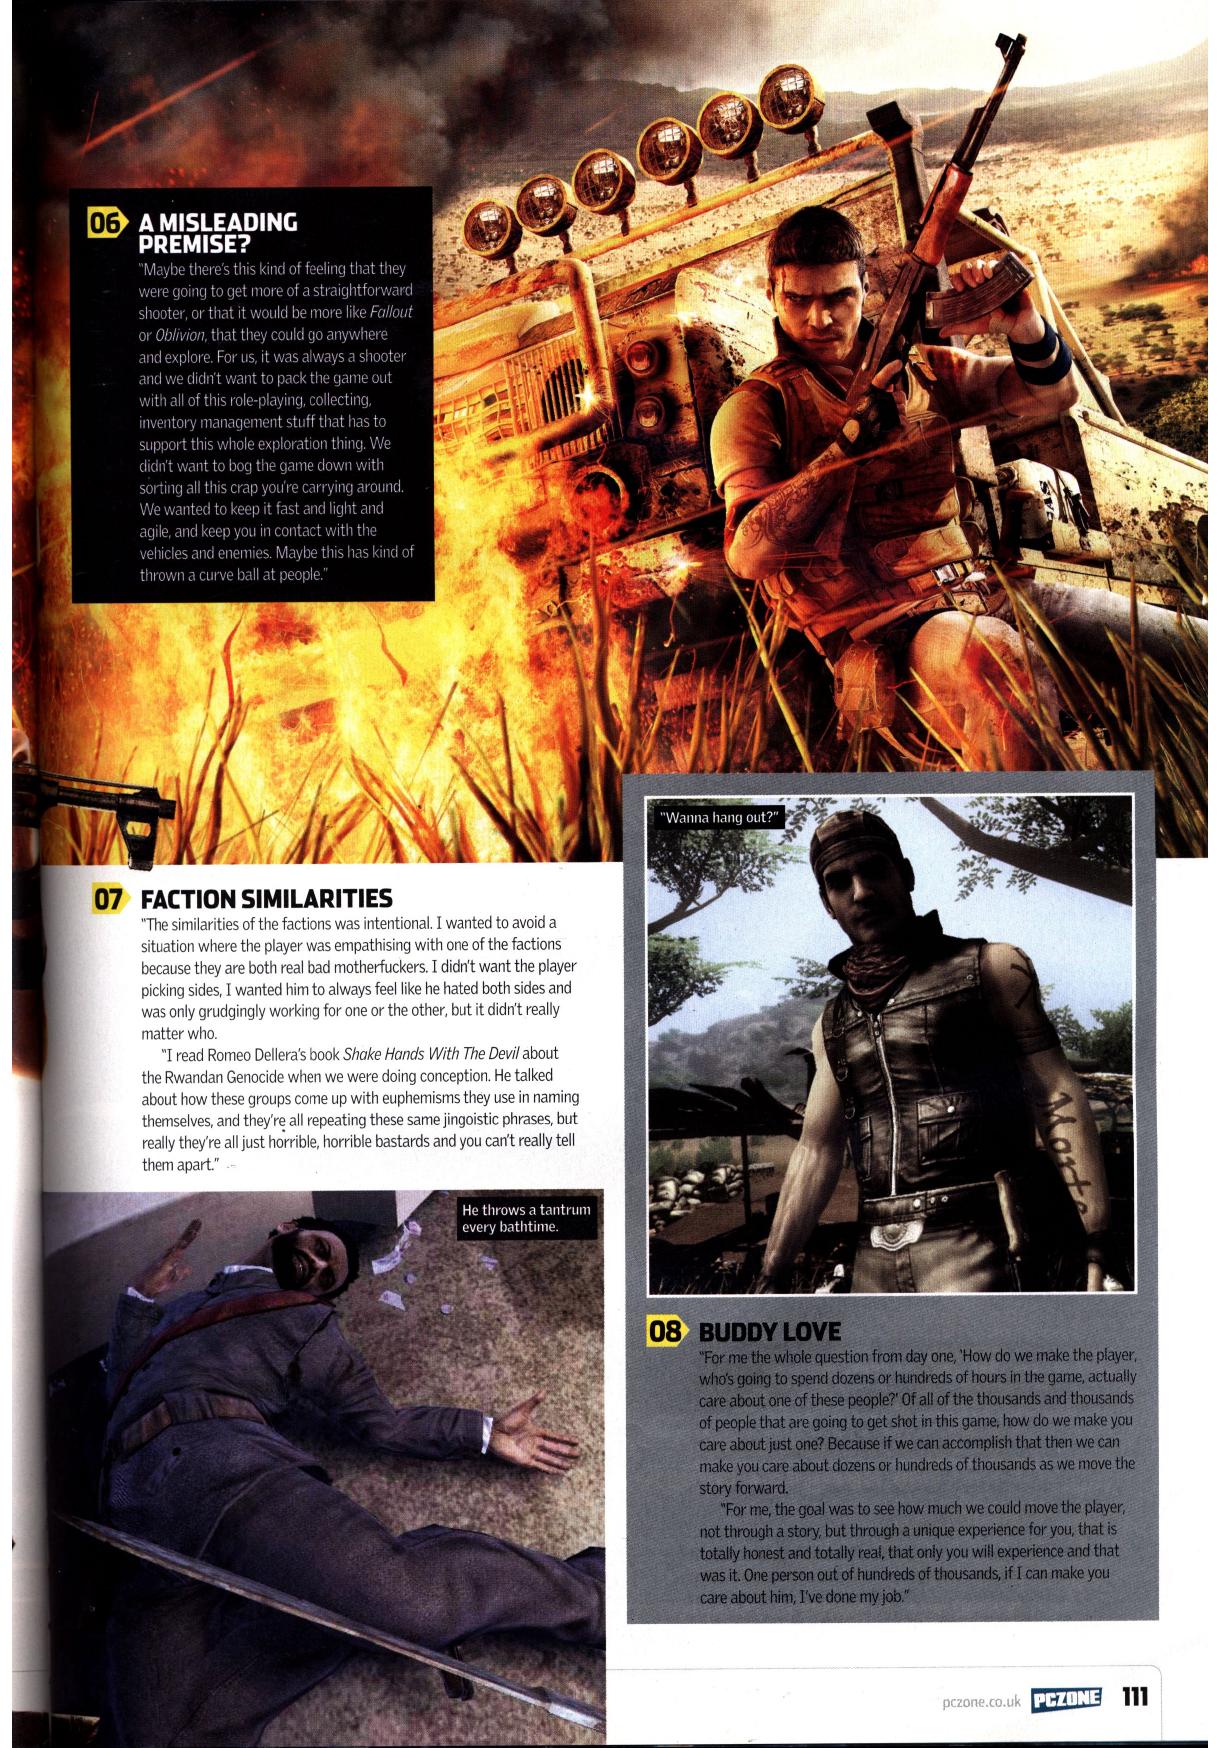 06 A MISLEADING
PREMISE?
"Maybe there's this kind of feeling that they
were going to get more of a straightforward
shooter, or that it would be more like Fallout
or Oblivion, that they could go anywhere
and explore. For us, it was always a shooter
and we didn't want to pack the game out
with all of this role-playing, collecting,
inventory management stuff that has to
support this whole exploration thing. We
didn't want to bog the game down with
sorting all this crap you're carrying around.
We wanted to keep it fast and light and
agile, and keep you in contact with the
vehicles and enemies. Maybe this has kind of
thrown a curve ball at people."
07 FACTION SIMILARITIES
"The similarities of the factions was intentional. I wanted to avoid a
situation where the player was empathising with one of the factions
because they are both real bad motherfuckers. I didn't want the player
picking sides, I wanted him to always feel like he hated both sides and
was only grudgingly working for one or the other, but it didn't really
matter who.
"I read Romeo Dellera's book Shake Hands With The Devil about
the Rwandan Genocide when we were doing conception. He talked
about how these groups come up with euphemisms they use in naming
themselves, and they're all repeating these same jingoistic phrases, but
really they're all just horrible, horrible bastards and you can't really tell
them apart."
He throws a tantrum
every bathtime.
"Wanna hang out?"
Morte
08 BUDDY LOVE
"For me the whole question from day one, 'How do we make the player,
who's going to spend dozens or hundreds of hours in the game, actually
care about one of these people?' Of all of the thousands and thousands
of people that are going to get shot in this game, how do we make you
care about just one? Because if we can accomplish that then we can
make you care about dozens or hundreds of thousands as we move the
story forward.
"For me, the goal was to see how much we could move the player,
not through a story, but through a unique experience for you, that is
totally honest and totally real, that only you will experience and that
was it. One person out of hundreds of thousands, if I can make you
care about him, I've done my job."
pczone.co.uk PCZONE 111